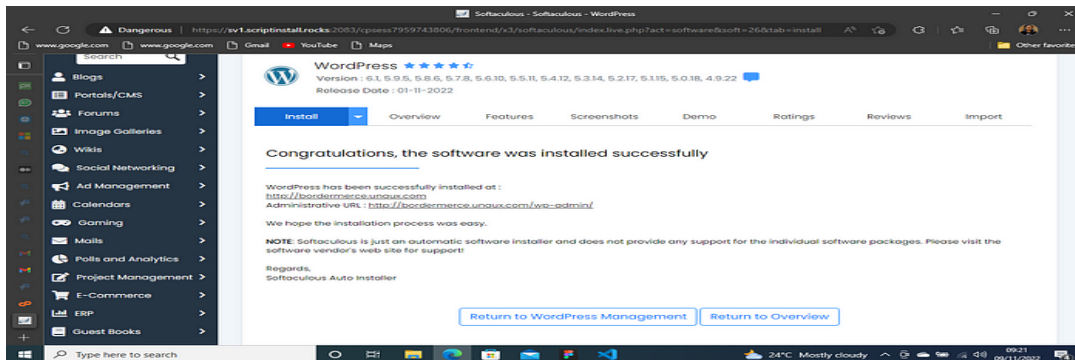 Softaculous - Softaculous - WordPress
Dangerous | https://sv1.scriptinstall.rocks:2083/cpsess7959743806/frontend/x3/softaculous/index.live.php?act=software&soft=26&tab=install
www.google.com www.google.com Gmail YouTube Maps Other favorite
Search
Blogs
Portals/CMS
Forums
Image Galleries
Wikis
Social Networking
Ad Management
Calendars
Gaming
Mails
Polls and Analytics
Project Management
E-Commerce
ERP
Guest Books
WordPress
Version : 6.1, 5.9.5, 5.8.6, 5.7.8, 5.6.10, 5.5.11, 5.4.12, 5.3.14, 5.2.17, 5.1.15, 5.0.18, 4.9.22
Release Date : 01-11-2022
Install Overview Features Screenshots Demo Ratings Reviews Import
Congratulations, the software was installed successfully
WordPress has been successfully installed at :
http://bordermerce.unaux.com
Administrative URL : http://bordermerce.unaux.com/wp-admin/
We hope the installation process was easy.
NOTE: Softaculous is just an automatic software installer and does not provide any support for the individual software packages. Please visit the
software vendor's web site for support!
Regards,
Softaculous Auto Installer
Return to WordPress Management Return to Overview
Type here to search
24°C Mostly cloudy
09:21
09/11/2022